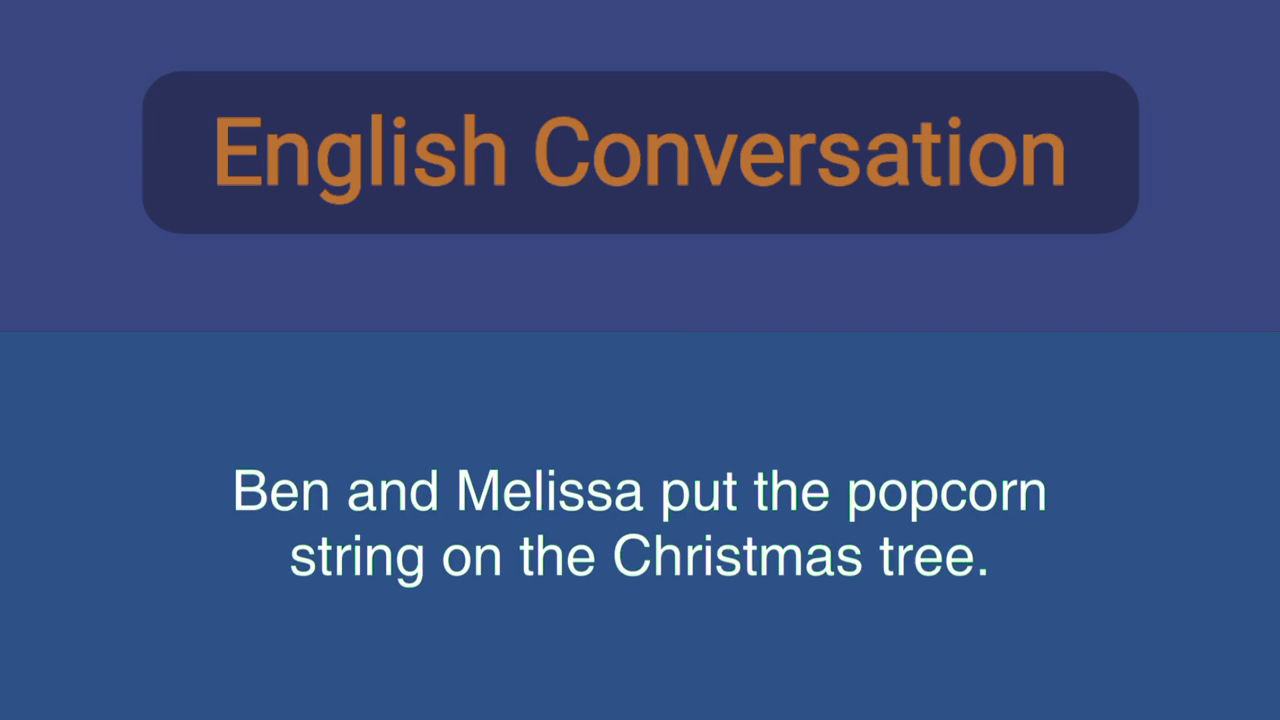 English Conversation
Ben and Melissa put the popcorn
string on the Christmas tree.